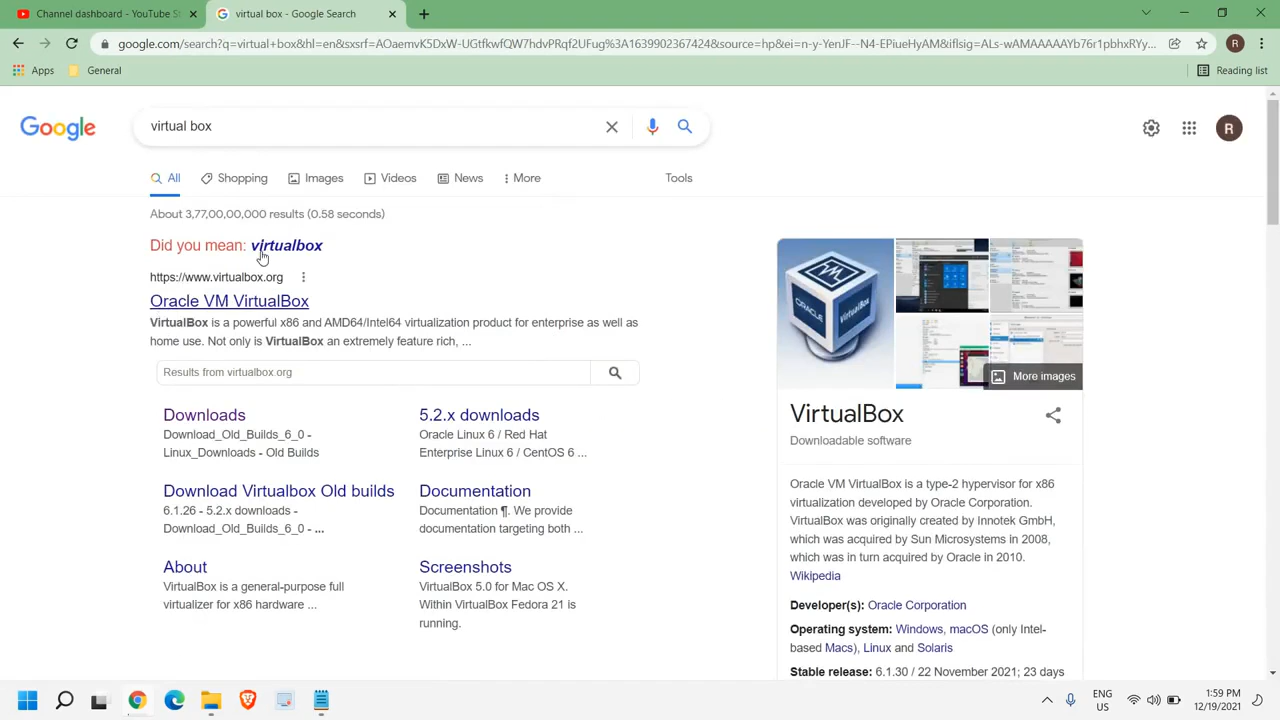 Channel dashboard - YouTube St
virtual box - Google Search
google.com/search?q=virtual+box&hl=en&sxsrf=AOaemvK5DxW-UGtfkwfQW7hdvPRqf2UFug%3A1639902367424&source=hp&ei=n-y-YenJF--N4-EPiueHyAM&iflsig=ALs-wAMAAAAAYb76r1pbhxRYy...
R
Apps
General
Reading list
Google
virtual box
R
All
Shopping
Images
Videos
News
More
Tools
About 3,77,00,00,000 results (0.58 seconds)
Did you mean: virtualbox
https://www.virtualbox.org
Oracle VM VirtualBox
VirtualBox is a powerful x86 and AMD64/Intel64 virtualization product for enterprise as well as
home use. Not only is VirtualBox an extremely feature rich, ...
Results from virtualbox.org
Downloads
Download_Old_Builds_6_0 -
Linux_Downloads - Old Builds
5.2.x downloads
Oracle Linux 6 / Red Hat
Enterprise Linux 6 / CentOS 6 ...
Download Virtualbox Old builds
6.1.26 - 5.2.x downloads -
Download_Old_Builds_6_0 - ...
Documentation
Documentation ¶. We provide
documentation targeting both ...
About
VirtualBox is a general-purpose full
virtualizer for x86 hardware ...
Screenshots
VirtualBox 5.0 for Mac OS X.
Within VirtualBox Fedora 21 is
running.
ORACLE
VirtualBox
More images
VirtualBox
Downloadable software
Oracle VM VirtualBox is a type-2 hypervisor for x86
virtualization developed by Oracle Corporation.
VirtualBox was originally created by Innotek GmbH,
which was acquired by Sun Microsystems in 2008,
which was in turn acquired by Oracle in 2010.
Wikipedia
Developer(s): Oracle Corporation
Operating system: Windows, macOS (only Intel-
based Macs), Linux and Solaris
Stable release: 6.1.30 / 22 November 2021; 23 days
ENG
US
1:59 PM
12/19/2021